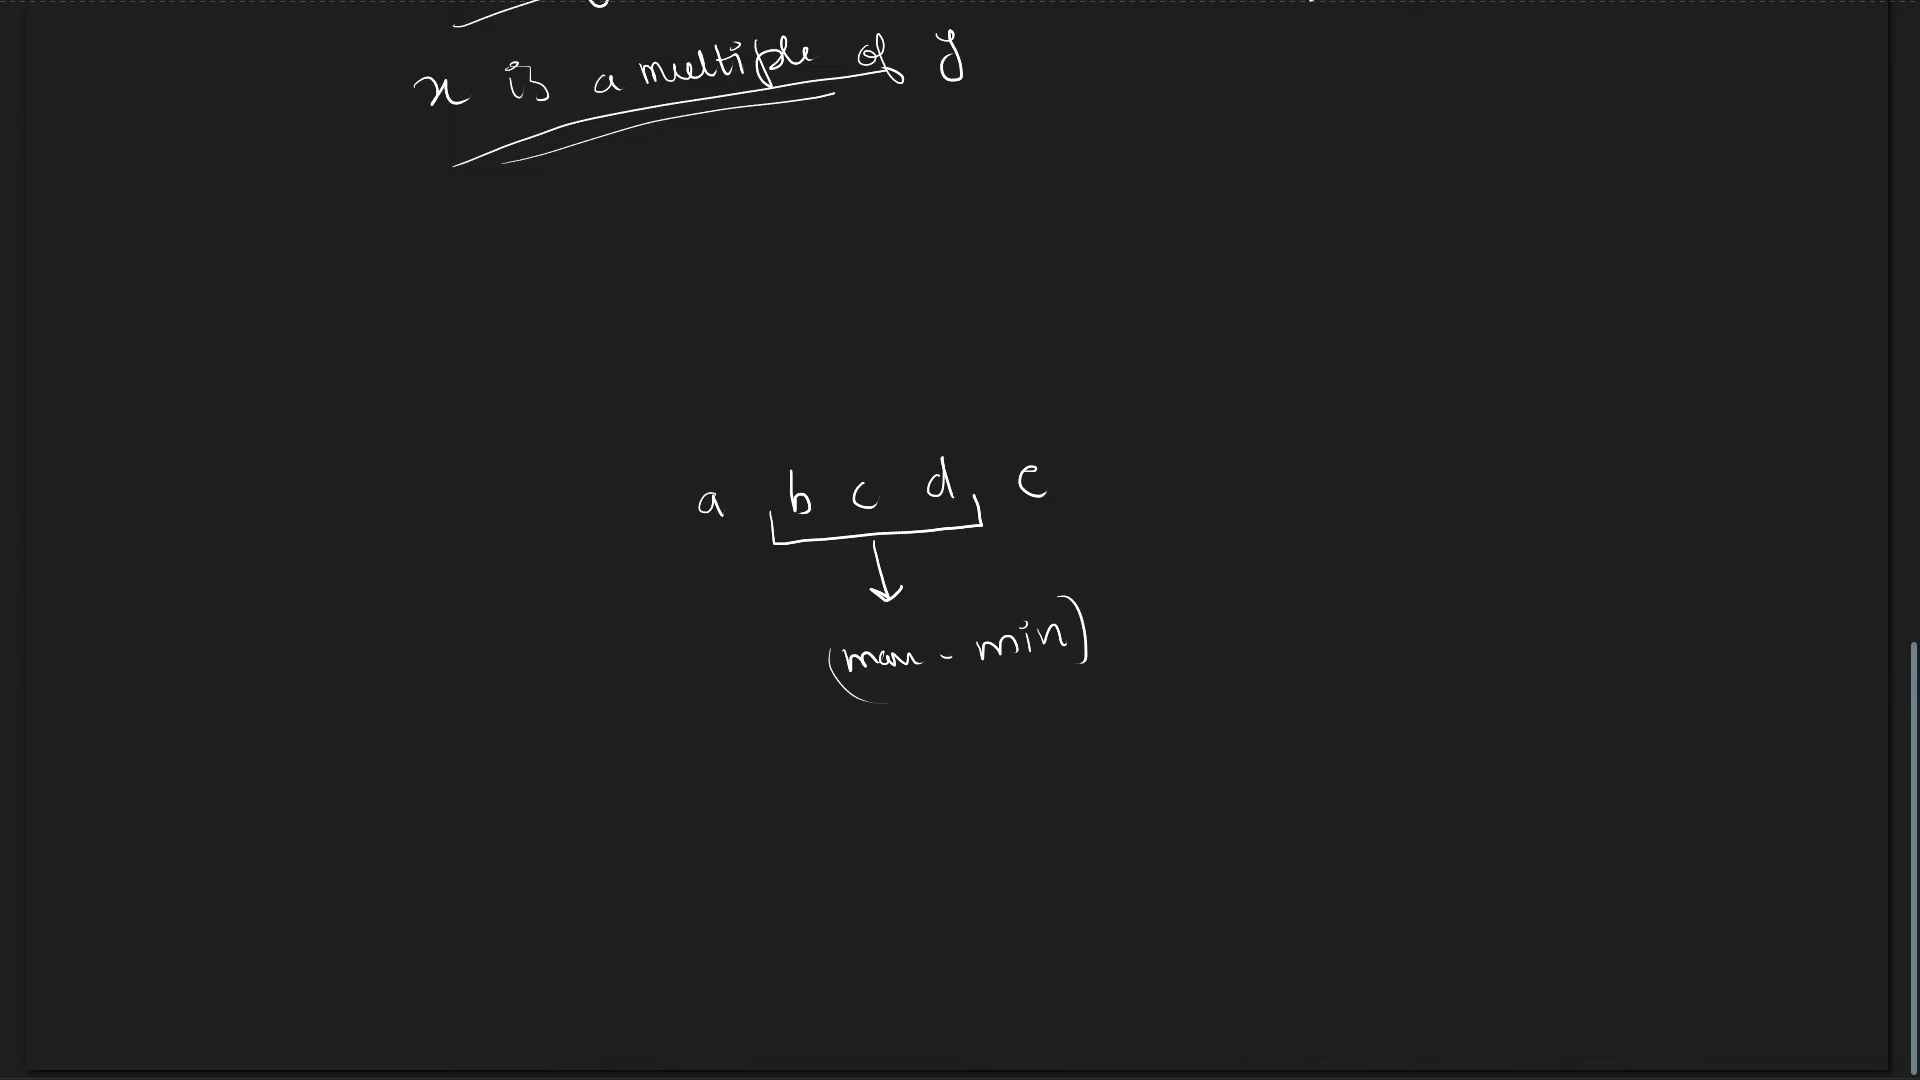 x is a multiple of y
a b c d e
(max - min)